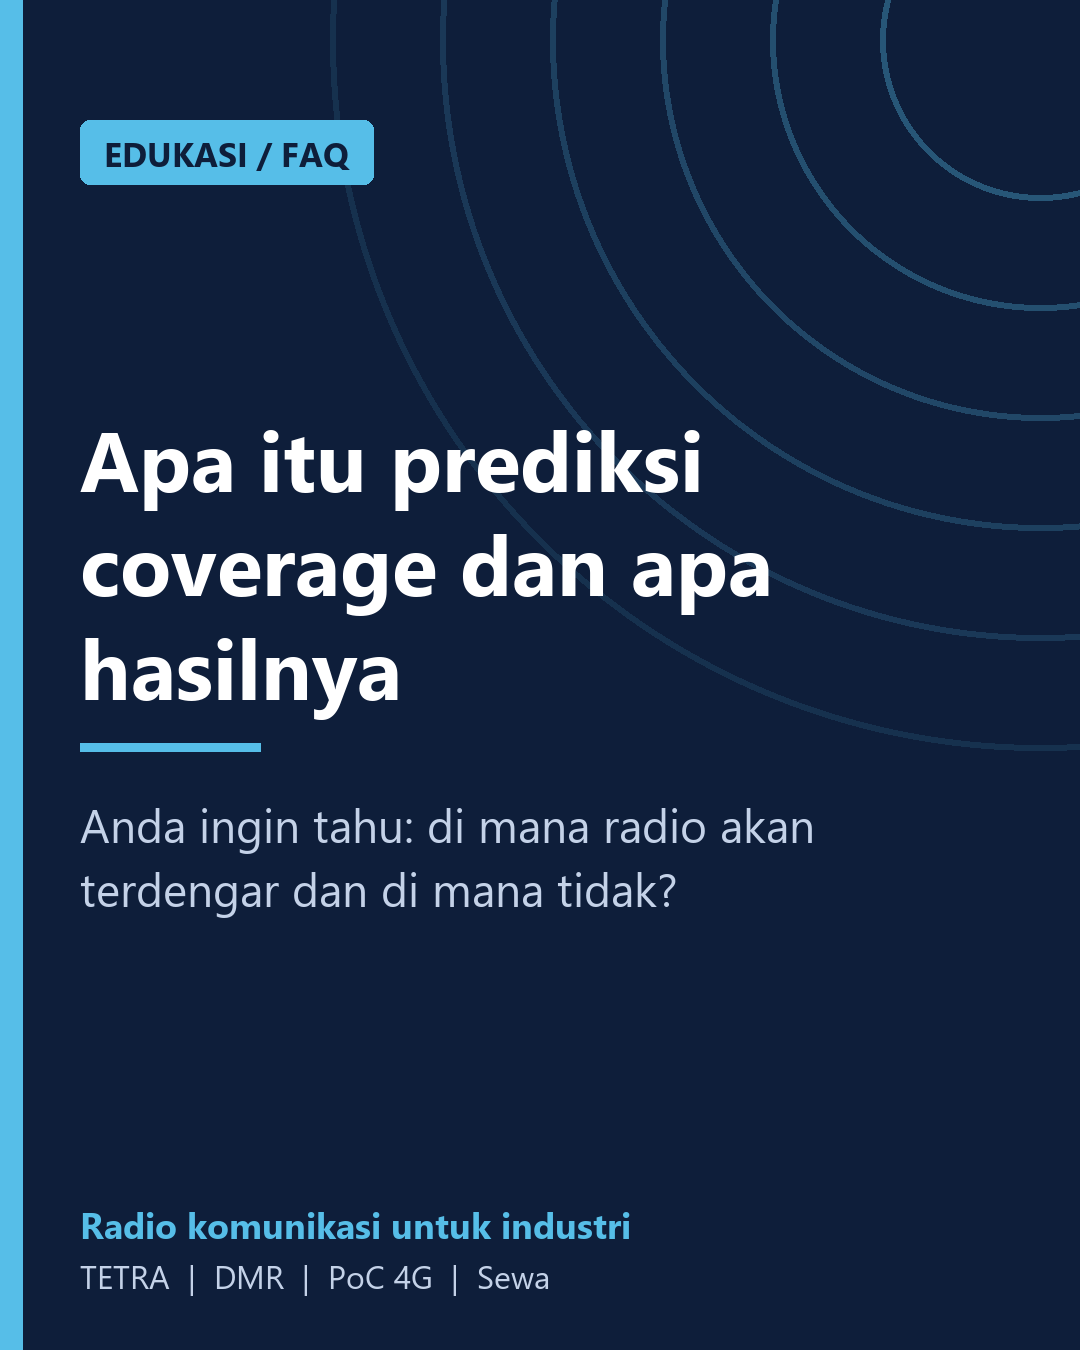 EDUKASI / FAQ
Apa itu prediksi
coverage dan apa
hasilnya
Anda ingin tahu: di mana radio akan
terdengar dan di mana tidak?
Radio komunikasi untuk industri
TETRA | DMR | PoC 4G | Sewa